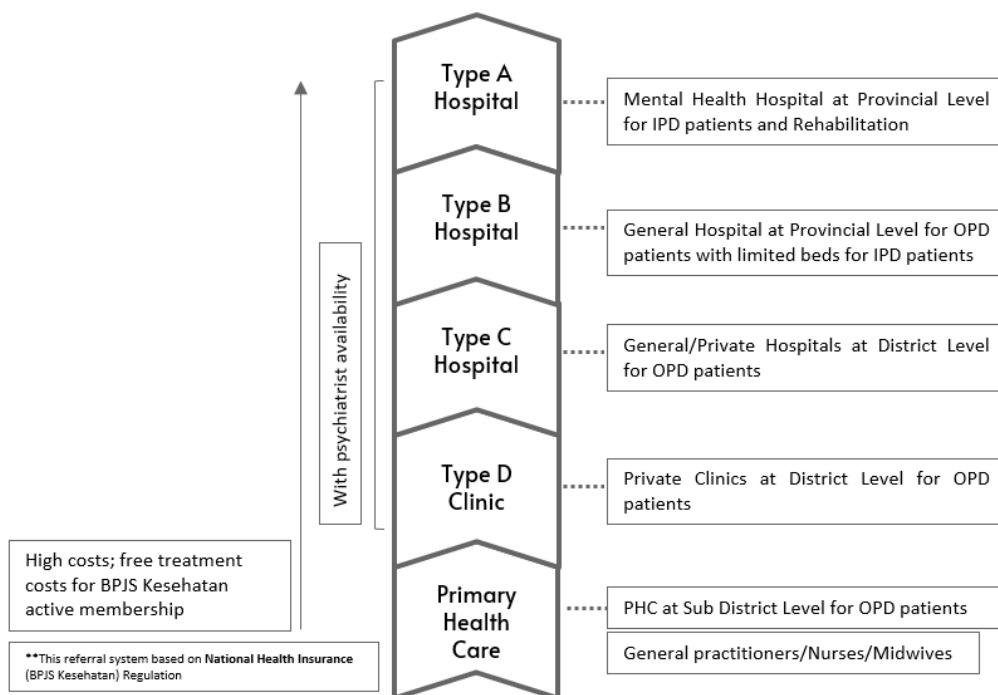 Type A
Hospital
Mental Health Hospital at Provincial Level
for IPD patients and Rehabilitation
Type B
Hospital
General Hospital at Provincial Level for OPD
patients with limited beds for IPD patients
With psychiatrist availability
Type C
Hospital
General/Private Hospitals at District Level
for OPD patients
Type D
Clinic
Private Clinics at District Level for OPD
patients
High costs; free treatment
costs for BPJS Kesehatan
active membership
Primary
Health
Care
PHC at Sub District Level for OPD patients
General practitioners/Nurses/Midwives
**This referral system based on National Health Insurance
(BPJS Kesehatan) Regulation